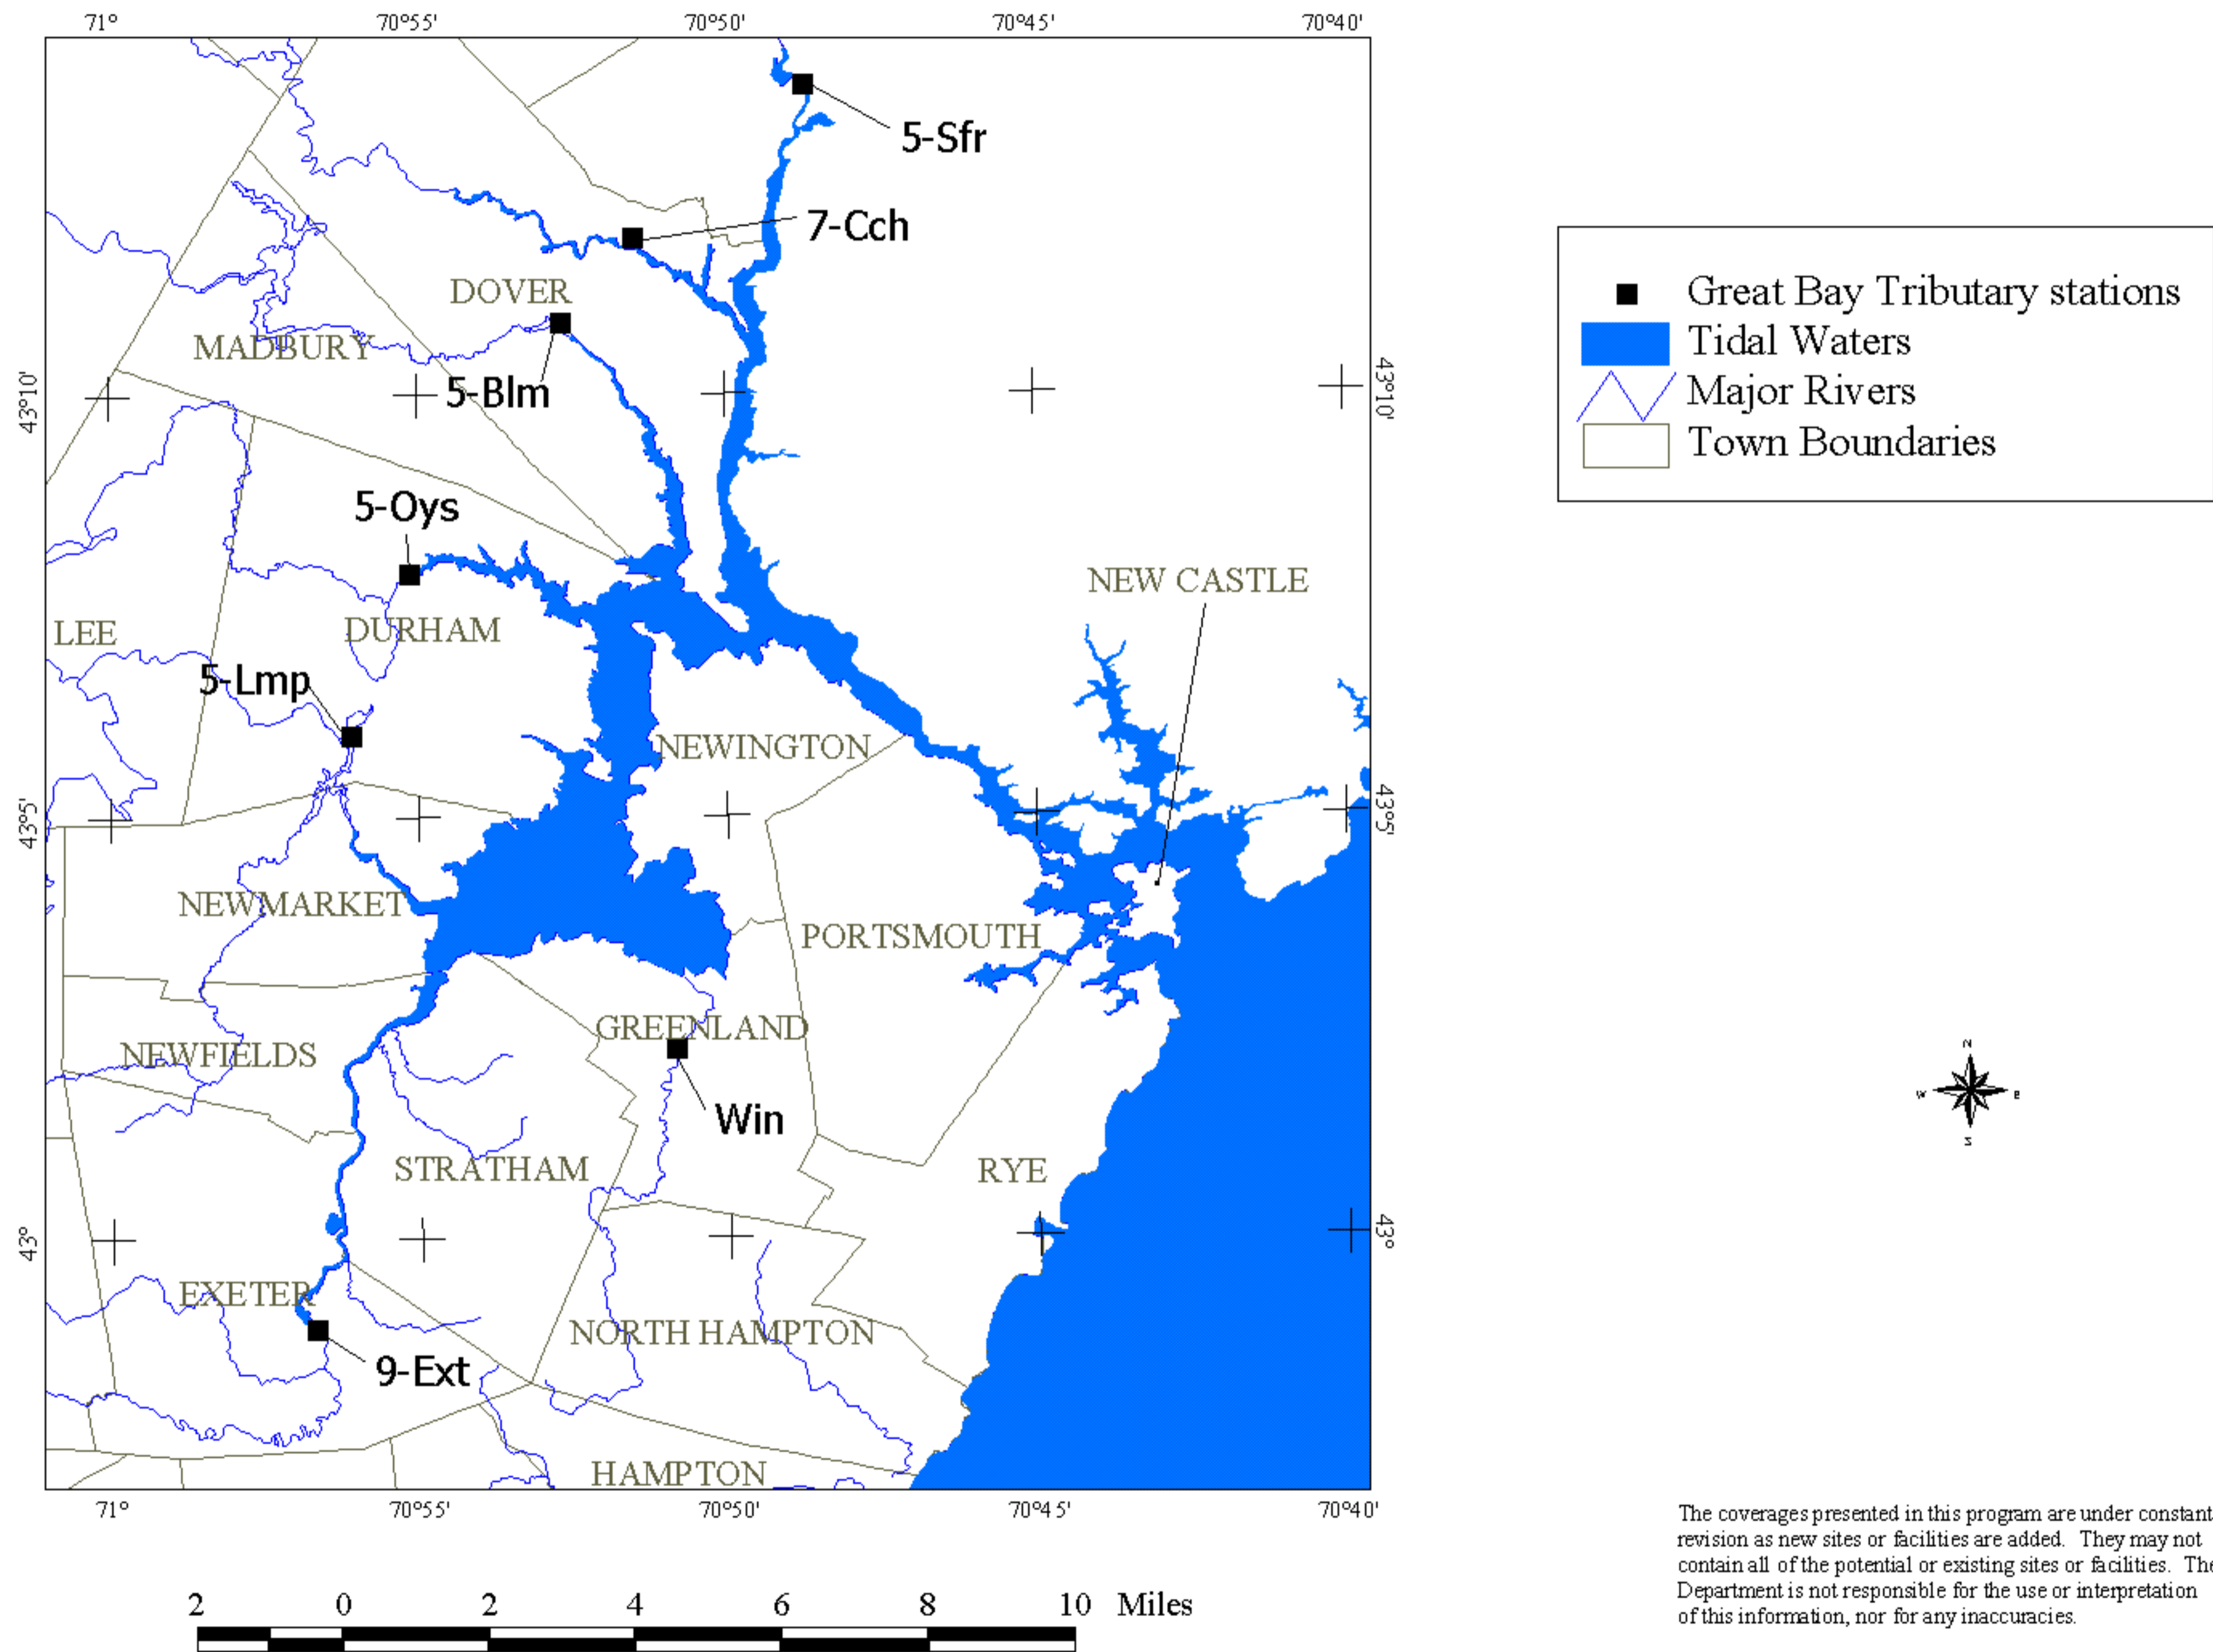 71°
70°55'
70°50'
70°45'
70°40'
5-Sfr
7-Cch
DOVER
Great Bay Tributary stations
MADBURY
Tidal Waters
5-Blm
Major Rivers
43°10'
43°10'
Town Boundaries
5-Oys
NEW CASTLE
LEE
DURHAM
5-Lmp
NEWINGTON
43°5'
43°5'
NEWMARKET
PORTSMOUTH
GREENLAND
NEWFIELDS
N
W
E
S
Win
STRATHAM
RYE
43°
43°
EXETER
NORTH HAMPTON
9-Ext
HAMPTON
71°
70°55'
70°50'
70°45'
70°40'
The coverages presented in this program are under constant
revision as new sites or facilities are added. They may not
contain all of the potential or existing sites or facilities. The
Department is not responsible for the use or interpretation
of this information, nor for any inaccuracies.
2 0 2 4 6 8 10 Miles